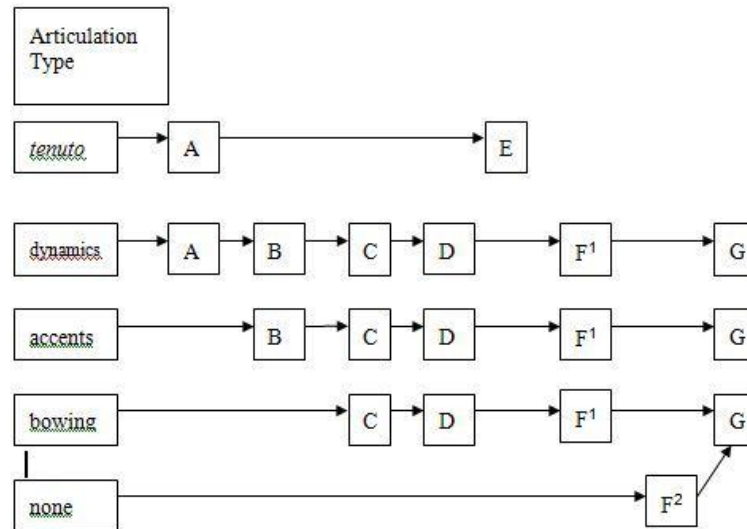 Articulation
Type
tenuto A E
dynamics A B C D F¹ G
accents B C D F¹ G
bowing C D F¹ G
none F²